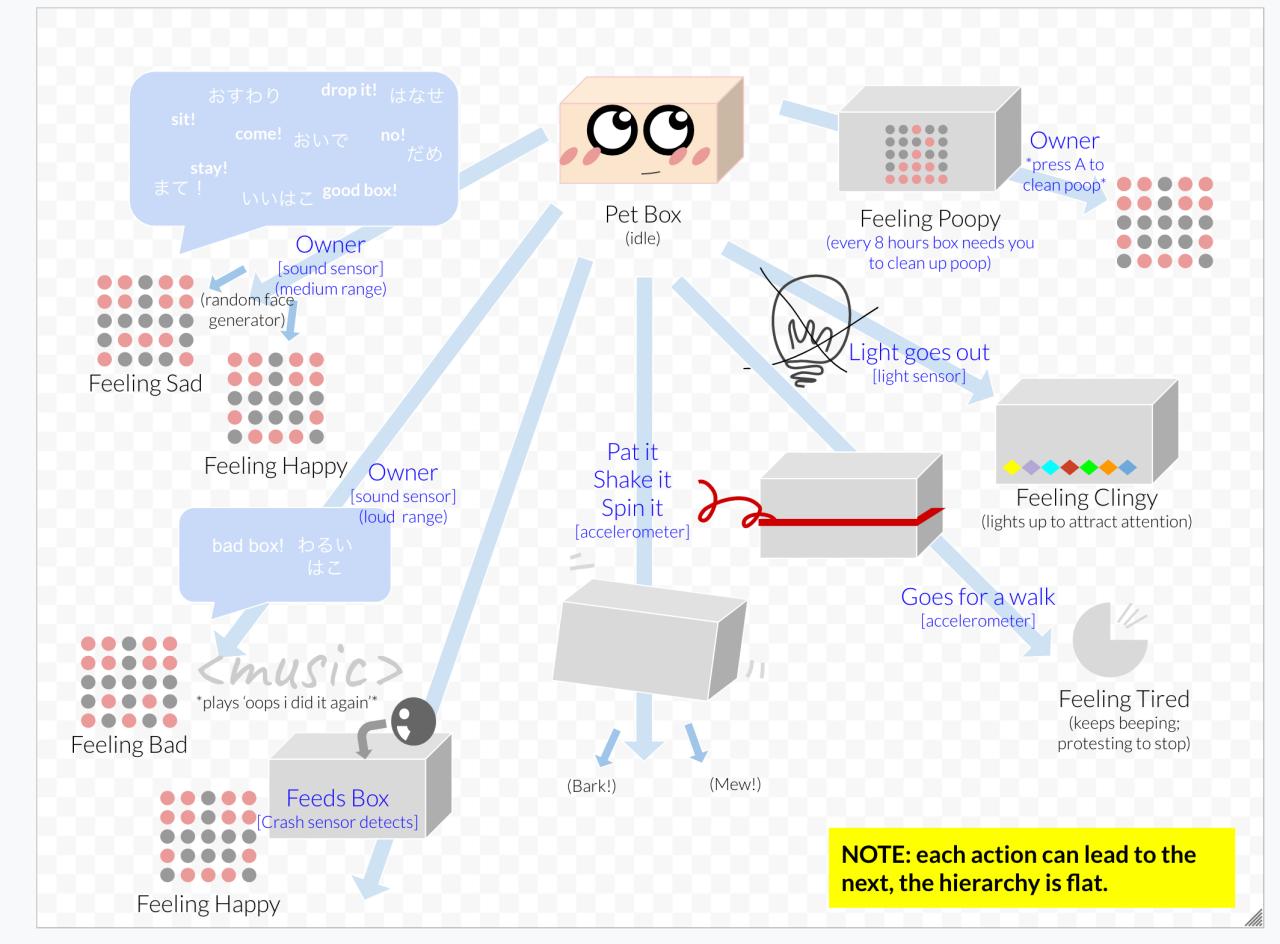 おすわり
drop it!
はなせ
sit!
come!
おいで
no!
だめ
stay!
まて！
いいはこ
good box!
Owner
[sound sensor]
(medium range)
(random face
generator)
Feeling Sad
Feeling Happy
Pet Box
(idle)
Feeling Poopy
(every 8 hours box needs you
to clean up poop)
Owner
*press A to
clean poop*
Light goes out
[light sensor]
Feeling Clingy
(lights up to attract attention)
Owner
[sound sensor]
(loud range)
bad box!
わるい
はこ
<music>
*plays ‘oops i did it again’*
Feeling Bad
Pat it
Shake it
Spin it
[accelerometer]
Goes for a walk
[accelerometer]
Feeling Tired
(keeps beeping;
protesting to stop)
(Bark!)
(Mew!)
Feeds Box
[Crash sensor detects]
Feeling Happy
NOTE: each action can lead to the
next, the hierarchy is flat.